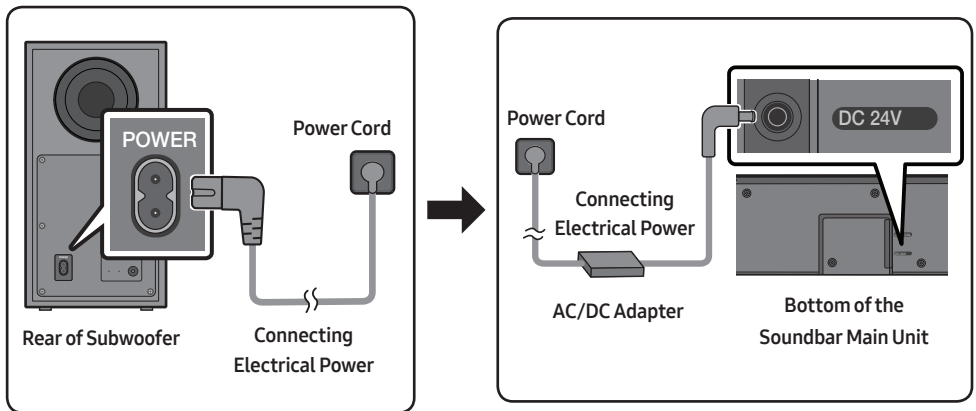 POWER
Power Cord
Rear of Subwoofer
Connecting
Electrical Power
Power Cord
DC 24V
Connecting
Electrical Power
AC/DC Adapter
Bottom of the
Soundbar Main Unit